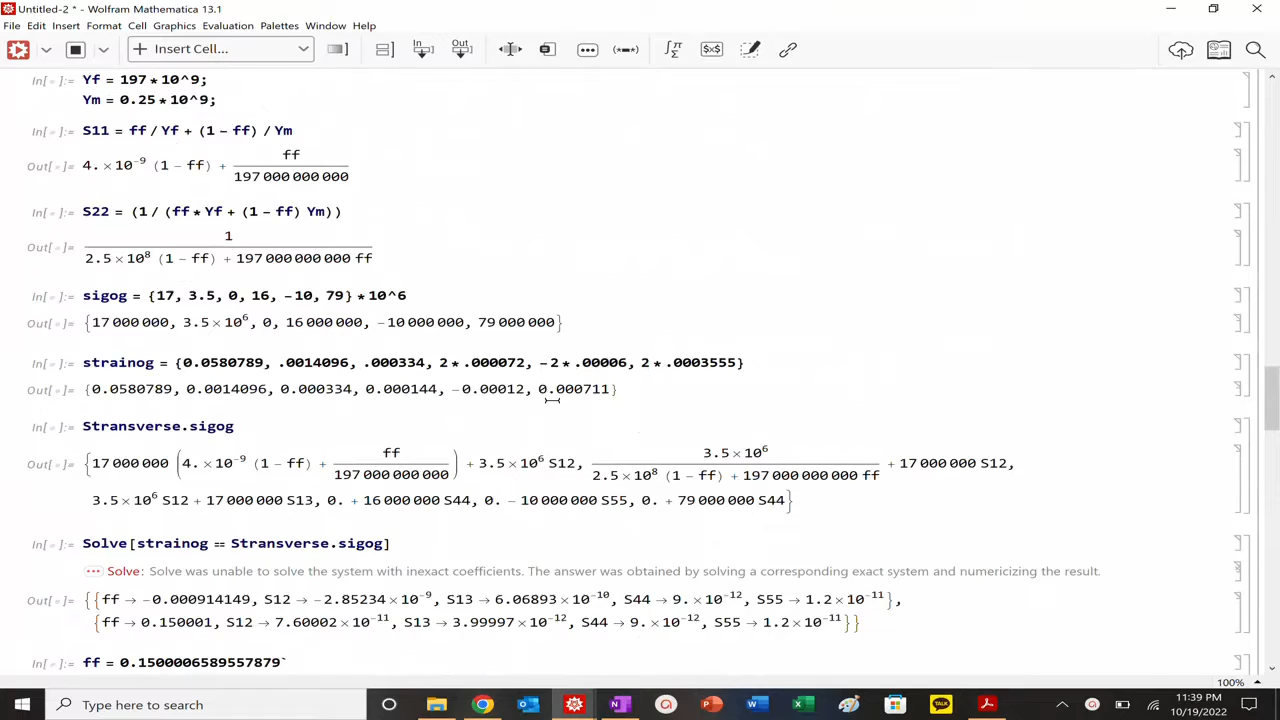 Untitled-2 * - Wolfram Mathematica 13.1
File Edit Insert Format Cell Graphics Evaluation Palettes Window Help
Insert Cell... In Out $x$
In[ ]:= Yf = 197 * 10^9;
Ym = 0.25 * 10^9;
In[ ]:= S11 = ff / Yf + (1 - ff) / Ym
Out[ ]= 4. × 10⁻⁹ (1 - ff) + ff / 197 000 000 000
In[ ]:= S22 = (1 / (ff * Yf + (1 - ff) Ym))
Out[ ]= 1 / 2.5 × 10⁸ (1 - ff) + 197 000 000 000 ff
In[ ]:= sigog = {17, 3.5, 0, 16, -10, 79} * 10^6
Out[ ]= {17 000 000, 3.5 × 10⁶, 0, 16 000 000, -10 000 000, 79 000 000}
In[ ]:= strainog = {0.0580789, .0014096, .000334, 2 * .000072, -2 * .00006, 2 * .0003555}
Out[ ]= {0.0580789, 0.0014096, 0.000334, 0.000144, -0.00012, 0.000711}
In[ ]:= Stransverse.sigog
Out[ ]= {17 000 000 (4. × 10⁻⁹ (1 - ff) + ff / 197 000 000 000) + 3.5 × 10⁶ S12, 3.5 × 10⁶ / 2.5 × 10⁸ (1 - ff) + 197 000 000 000 ff + 17 000 000 S12,
3.5 × 10⁶ S12 + 17 000 000 S13, 0. + 16 000 000 S44, 0. - 10 000 000 S55, 0. + 79 000 000 S44}
In[ ]:= Solve[strainog == Stransverse.sigog]
Solve: Solve was unable to solve the system with inexact coefficients. The answer was obtained by solving a corresponding exact system and numericizing the result.
Out[ ]= {{ff → -0.000914149, S12 → -2.85234 × 10⁻⁹, S13 → 6.06893 × 10⁻¹⁰, S44 → 9. × 10⁻¹², S55 → 1.2 × 10⁻¹¹},
{ff → 0.150001, S12 → 7.60002 × 10⁻¹¹, S13 → 3.99997 × 10⁻¹², S44 → 9. × 10⁻¹², S55 → 1.2 × 10⁻¹¹}}
In[ ]:= ff = 0.1500006589557879`
100%
Type here to search
TALK
11:39 PM
10/19/2022